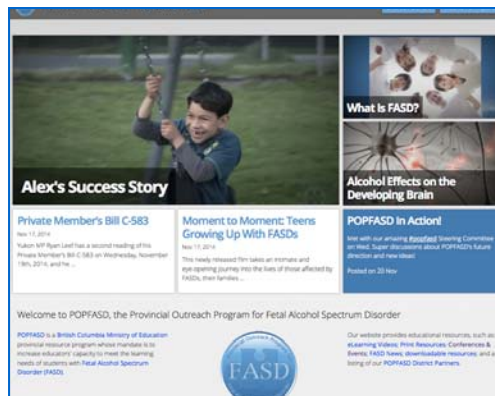 Alex's Success Story
What Is FASD?
Alcohol Effects on the
Developing Brain
Private Member's Bill C-583
Nov 17, 2014
Yukon MP Ryan Leef has a second reading of his
Private Member's Bill C-583 on Wednesday, November
19th, 2014, and he ...
Moment to Moment: Teens
Growing Up With FASDs
Nov 17, 2014
This newly released film takes an intimate and
eye-opening journey into the lives of those affected by
FASDs, their families ...
POPFASD In Action!
met with our amazing #popfasd Steering Committee
on Wed. Super discussions about POPFASD's future
direction and new ideas!
Posted on 20 Nov
Welcome to POPFASD, the Provincial Outreach Program for Fetal Alcohol Spectrum Disorder
POPFASD is a British Columbia Ministry of Education
provincial resource program whose mandate is to
increase educators' capacity to meet the learning
needs of students with Fetal Alcohol Spectrum
Disorder (FASD).
Provincial Outreach Program
FASD
Our website provides educational resources, such as
eLearning Videos; Print Resources; Conferences &
Events; FASD News; downloadable resources; and a
listing of our POPFASD District Partners.